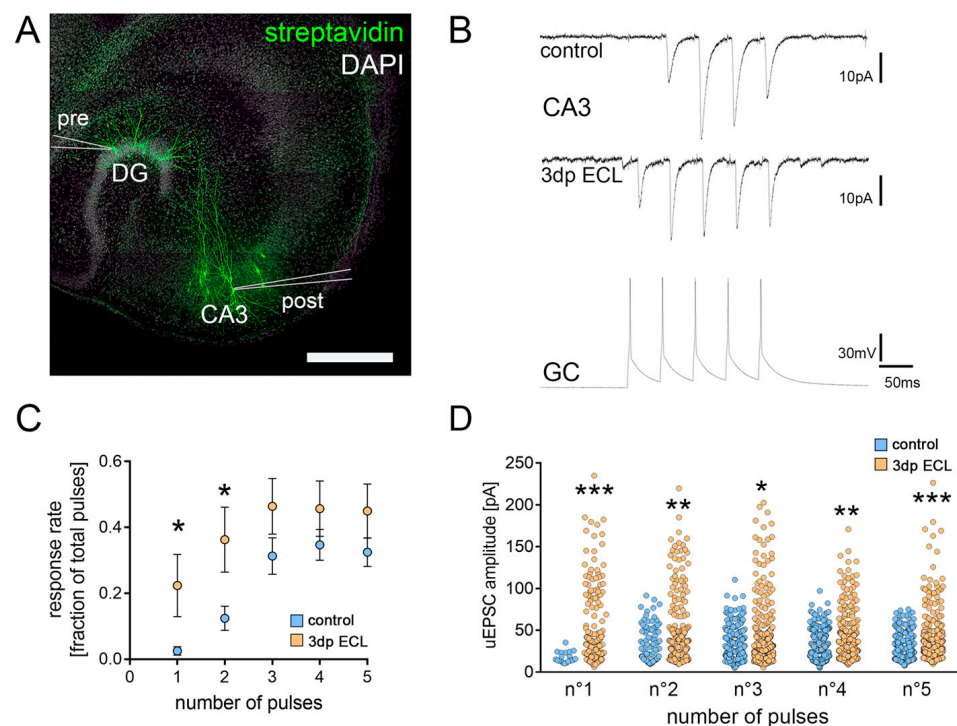 A
streptavidin
DAPI
pre
DG
CA3
post
B
control
10pA
CA3
3dp ECL
10pA
GC
30mV
50ms
C
response rate
[fraction of total pulses]
0.6
0.4
0.2
0.0
*
*
control
3dp ECL
0 1 2 3 4 5
number of pulses
D
control
3dp ECL
uEPSC amplitude [pA]
250
200
150
100
50
0
*** ** * ** ***
n°1 n°2 n°3 n°4 n°5
number of pulses